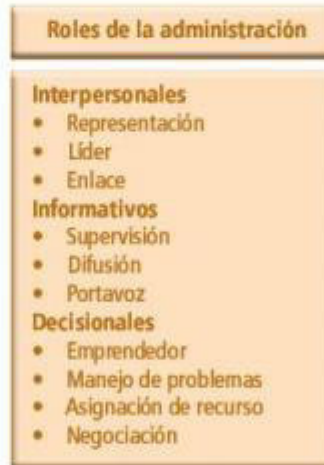 Roles de la administración
Interpersonales
• Representación
• Líder
• Enlace
Informativos
• Supervisión
• Difusión
• Portavoz
Decisionales
• Emprendedor
• Manejo de problemas
• Asignación de recurso
• Negociación